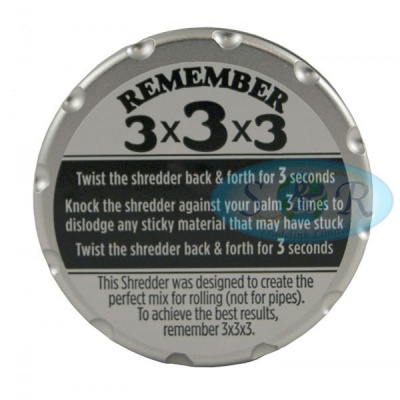 REMEMBER
3x3x3
Twist the shredder back & forth for 3 seconds
Knock the shredder against your palm 3 times to
dislodge any sticky material that may have stuck
Twist the shredder back & forth for 3 seconds
This Shredder was designed to create the
perfect mix for rolling (not for pipes).
To achieve the best results,
remember 3x3x3.